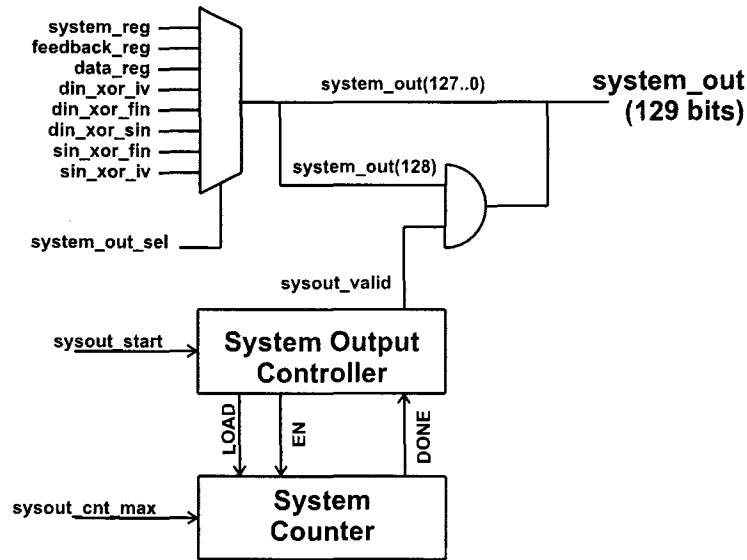 system_reg
feedback_reg
data_reg
din_xor_iv
din_xor_fin
din_xor_sin
sin_xor_fin
sin_xor_iv
system_out_sel
system_out(127..0)
system_out
(129 bits)
system_out(128)
sysout_valid
sysout_start
System Output
Controller
LOAD
EN
DONE
sysout_cnt_max
System
Counter